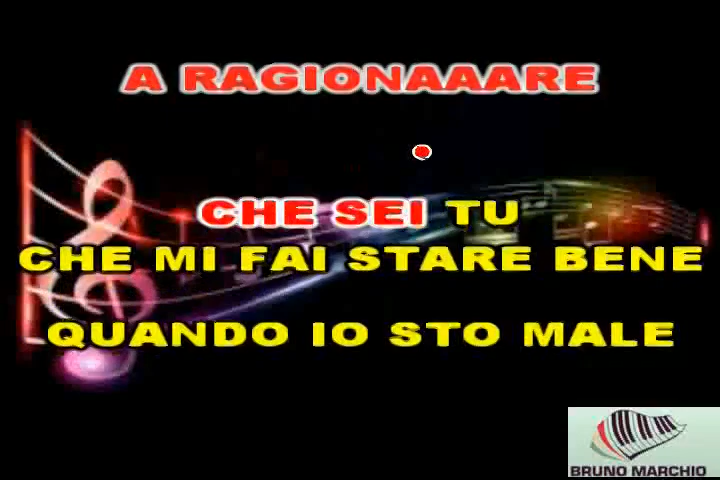 A RAGIONAAARE
CHE SEI TU
CHE MI FAI STARE BENE
QUANDO IO STO MALE
BRUNO MARCHIO